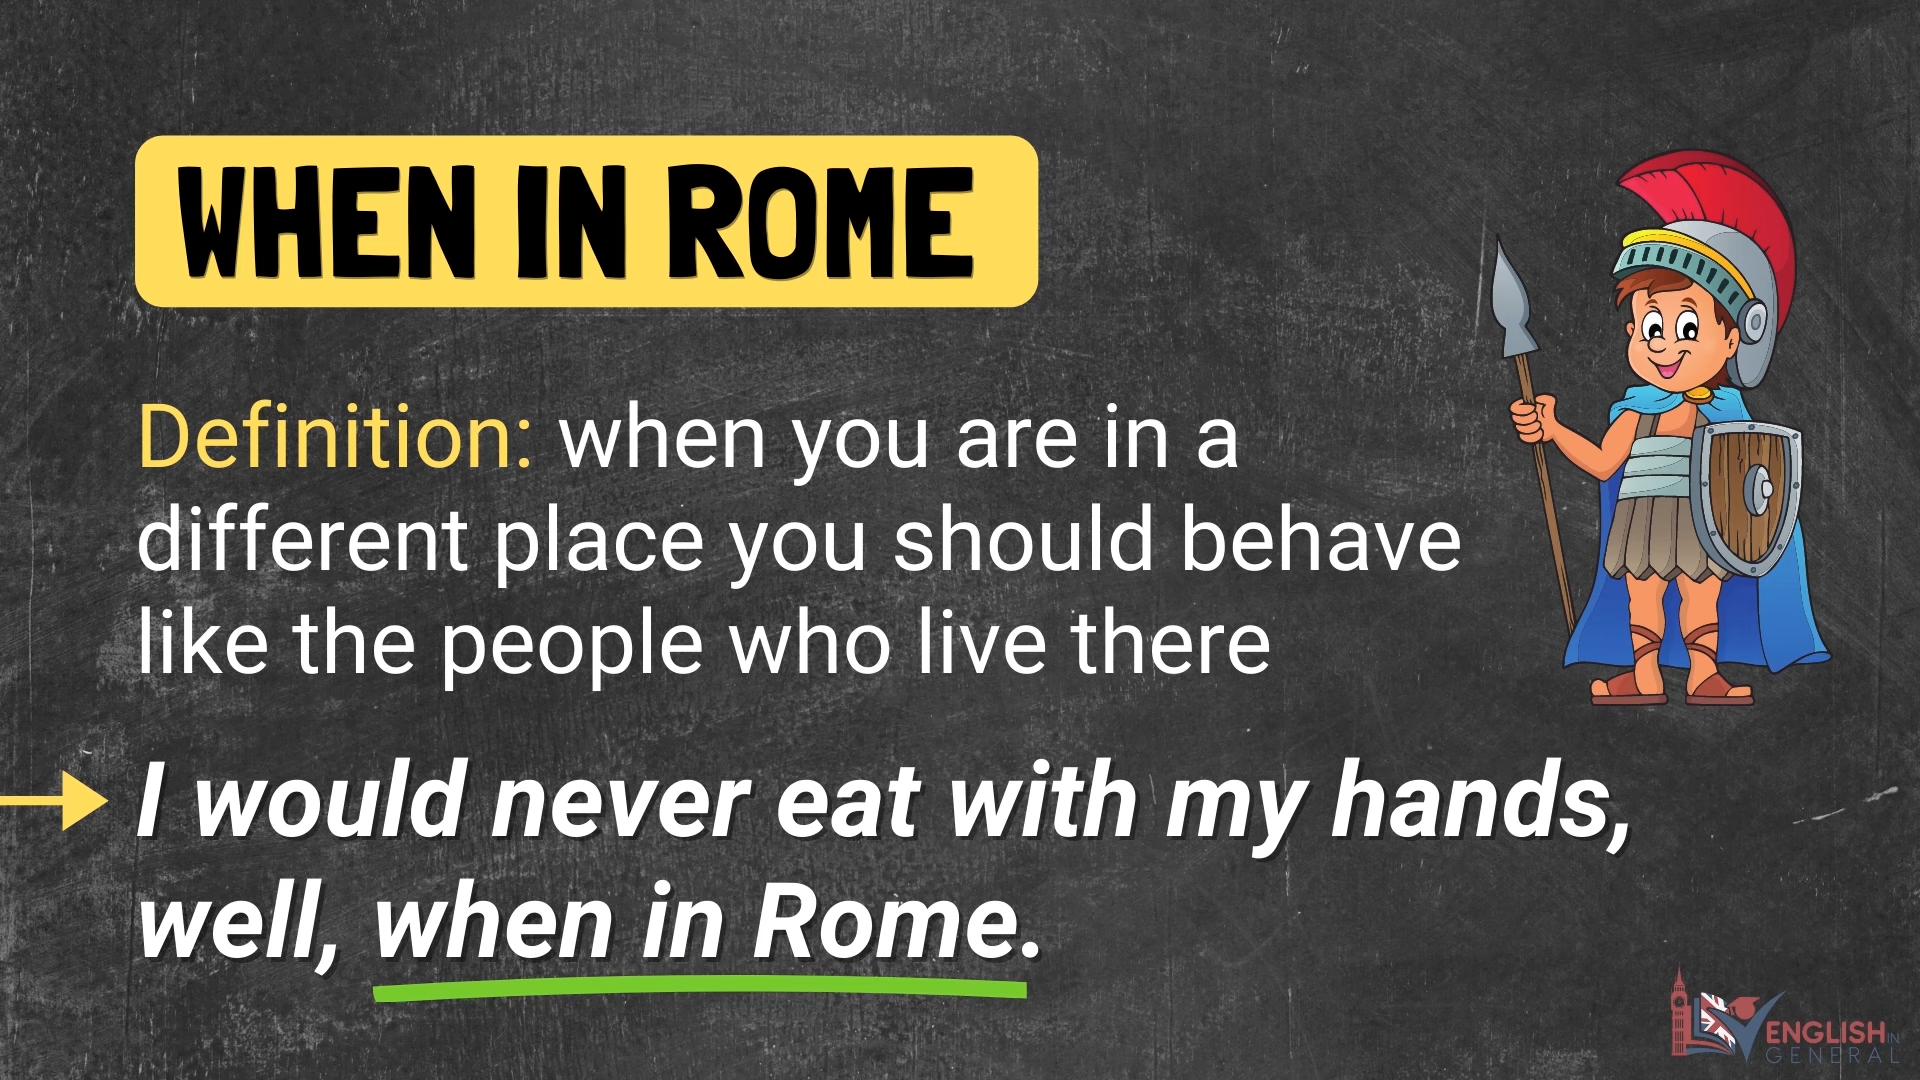 WHEN IN ROME
Definition: when you are in a
different place you should behave
like the people who live there
I would never eat with my hands,
well, when in Rome.
ENGLISH IN
GENERAL